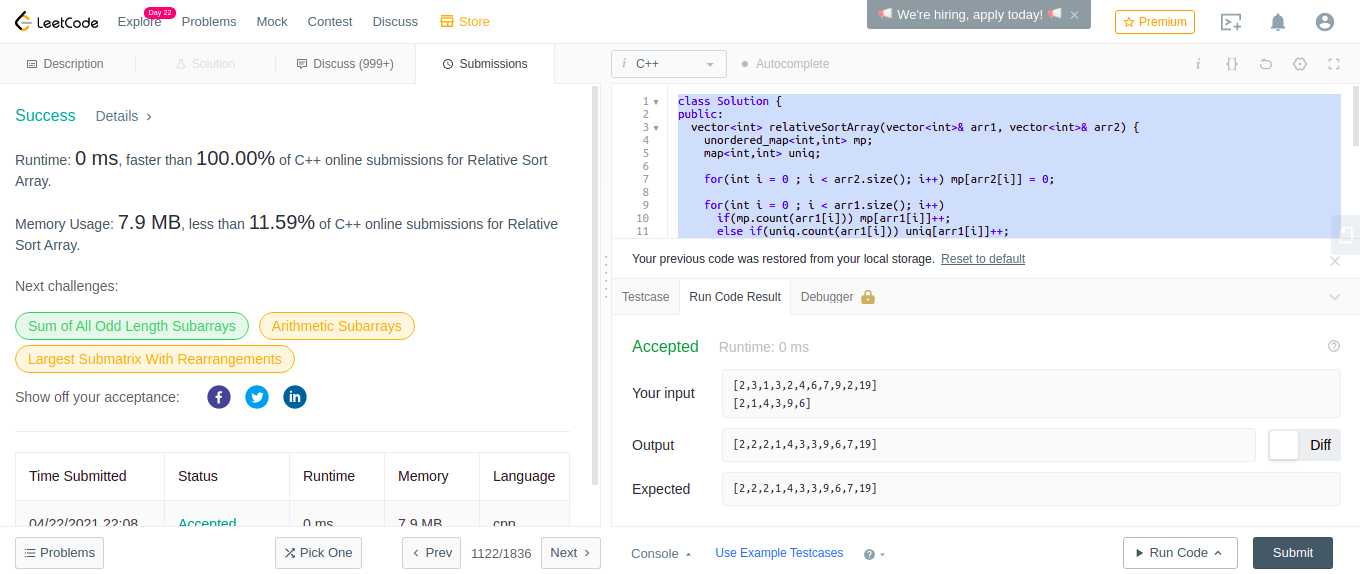 LeetCode
Explore
Day 22
Problems
Mock
Contest
Discuss
Store
We're hiring, apply today!
Premium
Description
Solution
Discuss (999+)
Submissions
C++
Autocomplete
Success
Details
Runtime: 0 ms, faster than 100.00% of C++ online submissions for Relative Sort
Array.
Memory Usage: 7.9 MB, less than 11.59% of C++ online submissions for Relative
Sort Array.
Next challenges:
Sum of All Odd Length Subarrays
Arithmetic Subarrays
Largest Submatrix With Rearrangements
Show off your acceptance:
Time Submitted Status Runtime Memory Language
04/22/2021 22:08 Accepted 0 ms 7.9 MB cpp
1 class Solution {
2 public:
3 vector<int> relativeSortArray(vector<int>& arr1, vector<int>& arr2) {
4 unordered_map<int,int> mp;
5 map<int,int> uniq;
6
7 for(int i = 0 ; i < arr2.size(); i++) mp[arr2[i]] = 0;
8
9 for(int i = 0 ; i < arr1.size(); i++)
10 if(mp.count(arr1[i])) mp[arr1[i]]++;
11 else if(uniq.count(arr1[i])) uniq[arr1[i]]++;
Your previous code was restored from your local storage. Reset to default
Testcase
Run Code Result
Debugger
Accepted
Runtime: 0 ms
Your input
[2,3,1,3,2,4,6,7,9,2,19]
[2,1,4,3,9,6]
Output
[2,2,2,1,4,3,3,9,6,7,19]
Diff
Expected
[2,2,2,1,4,3,3,9,6,7,19]
Problems
Pick One
Prev
1122/1836
Next
Console
Use Example Testcases
Run Code
Submit